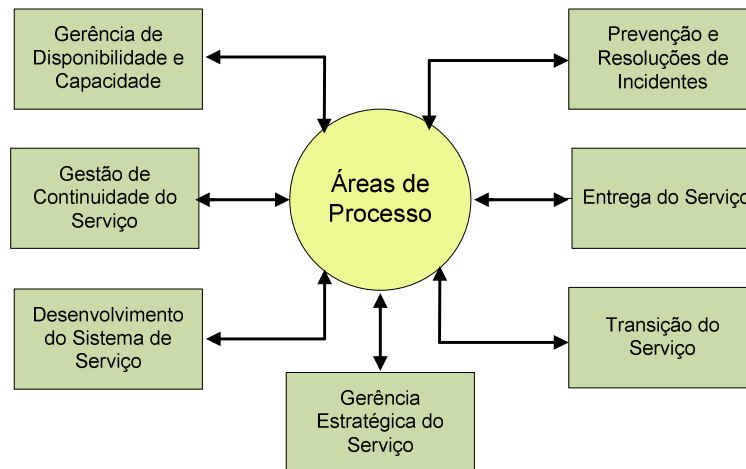 Gerência de
Disponibilidade e
Capacidade
Prevenção e
Resoluções de
Incidentes
Gestão de
Continuidade do
Serviço
Áreas de
Processo
Entrega do Serviço
Desenvolvimento
do Sistema de
Serviço
Transição do
Serviço
Gerência
Estratégica do
Serviço